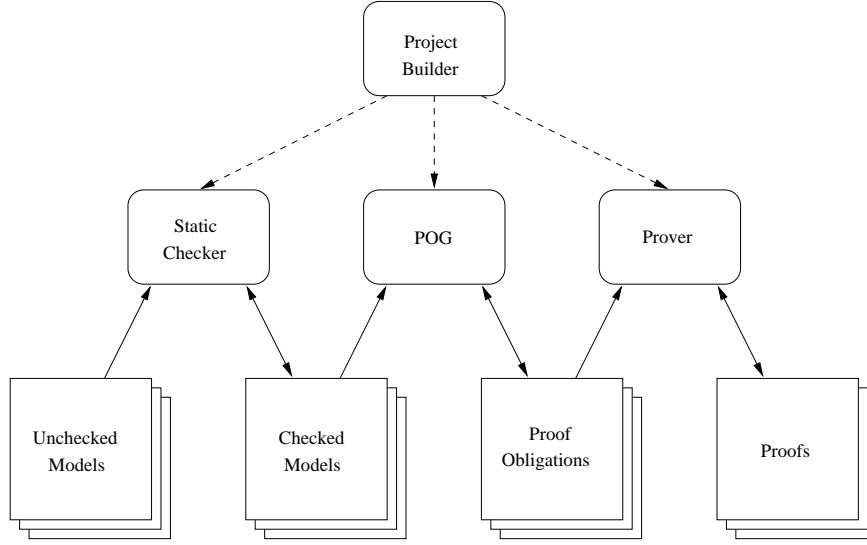 Project
Builder
Static
Checker
POG
Prover
Unchecked
Models
Checked
Models
Proof
Obligations
Proofs